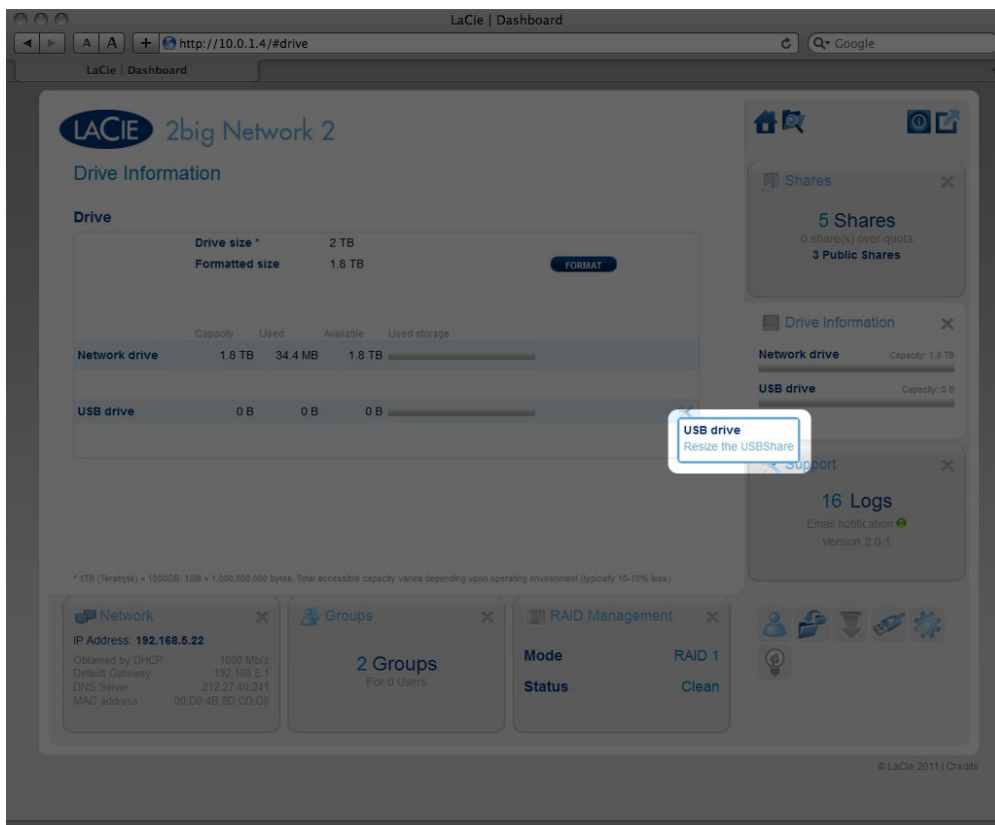 LaCie | Dashboard
A A + http://10.0.1.4/#drive Google
LaCie | Dashboard
LACIE 2big Network 2
Drive Information
Drive
Drive size * 2 TB
Formatted size 1.8 TB FORMAT
Capacity Used Available Used storage
Network drive 1.8 TB 34.4 MB 1.8 TB
USB drive 0 B 0 B 0 B
USB drive
Resize the USBShare
* 1TB (Terabyte) = 1000GB. 1GB = 1,000,000,000 bytes. Total accessible capacity varies depending upon operating environment (typically 10-15% less).
Shares
5 Shares
0 share(s) over quota
3 Public Shares
Drive Information
Network drive Capacity: 1.8 TB
USB drive Capacity: 0 B
Support
16 Logs
Email notification
Version 2.0.1
Network
IP Address: 192.168.5.22
Obtained by DHCP 1000 Mb/s
Default Gateway 192.168.5.1
DNS Server 212.27.40.241
MAC address 00:D0:4B:8D:CD:D8
Groups
2 Groups
For 0 Users
RAID Management
Mode RAID 1
Status Clean
© LaCie 2011 | Credits